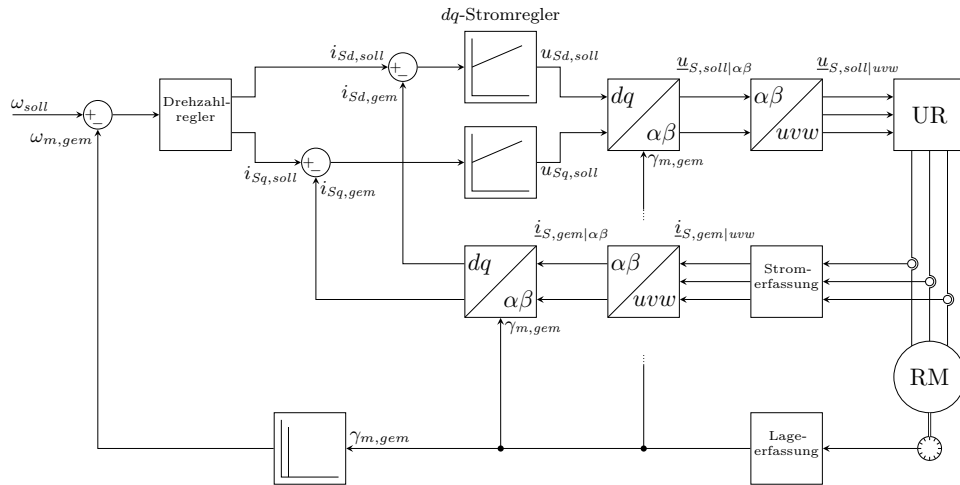 dq-Stromregler
i_{Sd,soll}
u_{Sd,soll}
u_{S,soll|αβ}
u_{S,soll|uvw}
+
−
i_{Sd,gem}
ω_{soll}
+
−
ω_{m,gem}
Drehzahl-
regler
dq
αβ
αβ
uvw
UR
i_{Sq,soll}
+
−
i_{Sq,gem}
u_{Sq,soll}
γ_{m,gem}
i_{S,gem|αβ}
i_{S,gem|uvw}
dq
αβ
αβ
uvw
Strom-
erfassung
γ_{m,gem}
RM
γ_{m,gem}
Lage-
erfassung